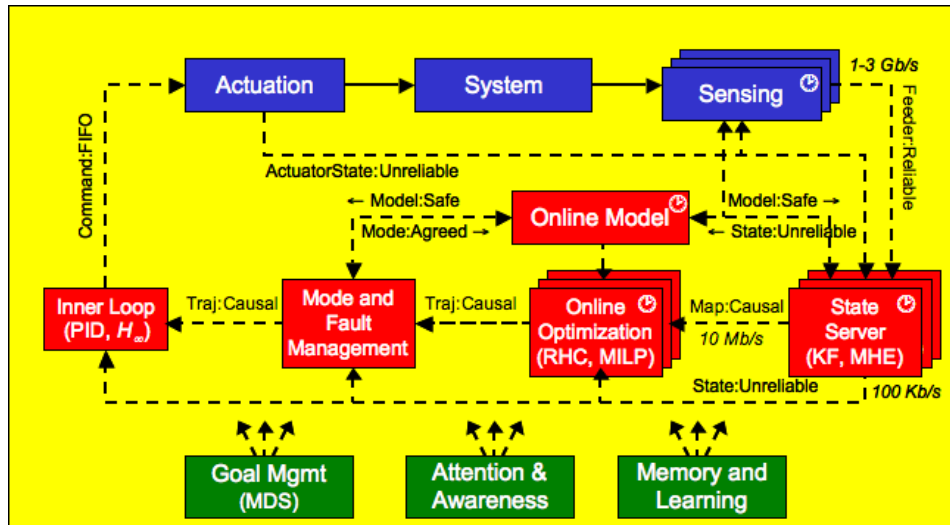 Actuation
System
Sensing
1-3 Gb/s
Command:FIFO
Feeder:Reliable
ActuatorState:Unreliable
← Model:Safe
Mode:Agreed →
Online Model
Model:Safe →
← State:Unreliable
Inner Loop
(PID, H∞)
Traj:Causal
Mode and
Fault
Management
Traj:Causal
Online
Optimization
(RHC, MILP)
Map:Causal
10 Mb/s
State
Server
(KF, MHE)
State:Unreliable
100 Kb/s
Goal Mgmt
(MDS)
Attention &
Awareness
Memory and
Learning